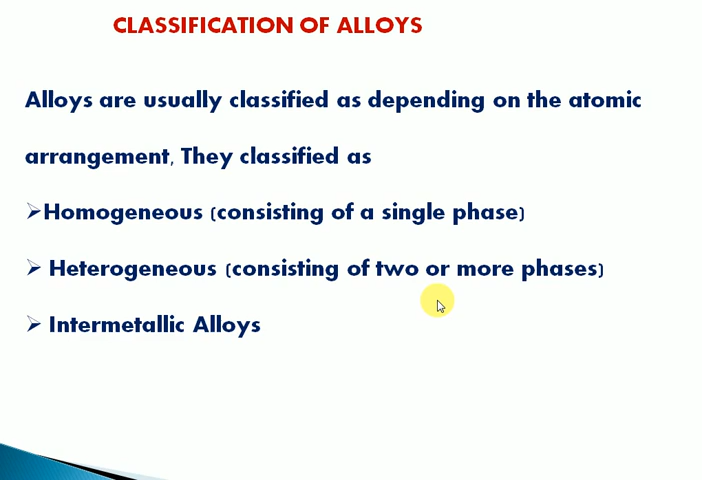 CLASSIFICATION OF ALLOYS
Alloys are usually classified as depending on the atomic
arrangement, They classified as
➢Homogeneous (consisting of a single phase)
➢ Heterogeneous (consisting of two or more phases)
➢ Intermetallic Alloys